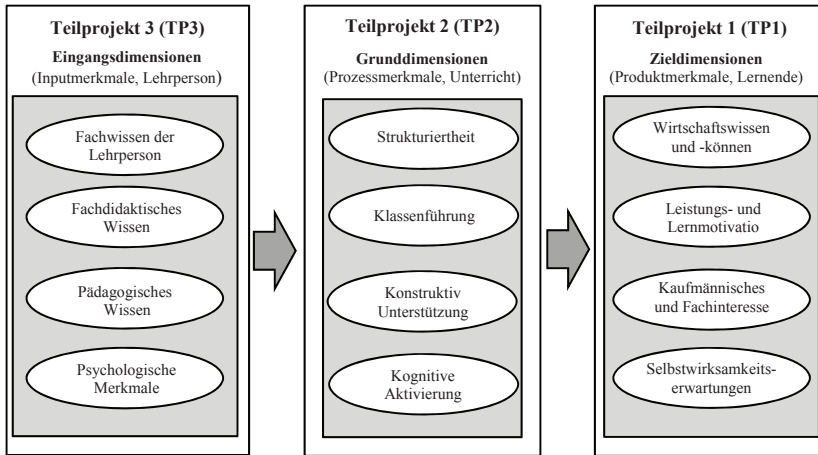 Teilprojekt 3 (TP3)
Eingangsdimensionen
(Inputmerkmale, Lehrperson)
Fachwissen der
Lehrperson
Fachdidaktisches
Wissen
Pädagogisches
Wissen
Psychologische
Merkmale
Teilprojekt 2 (TP2)
Grunddimensionen
(Prozessmerkmale, Unterricht)
Strukturiertheit
Klassenführung
Konstruktiv
Unterstützung
Kognitive
Aktivierung
Teilprojekt 1 (TP1)
Zieldimensionen
(Produktmerkmale, Lernende)
Wirtschaftswissen
und -können
Leistungs- und
Lernmotivatio
Kaufmännisches
und Fachinteresse
Selbstwirksamkeits-
erwartungen